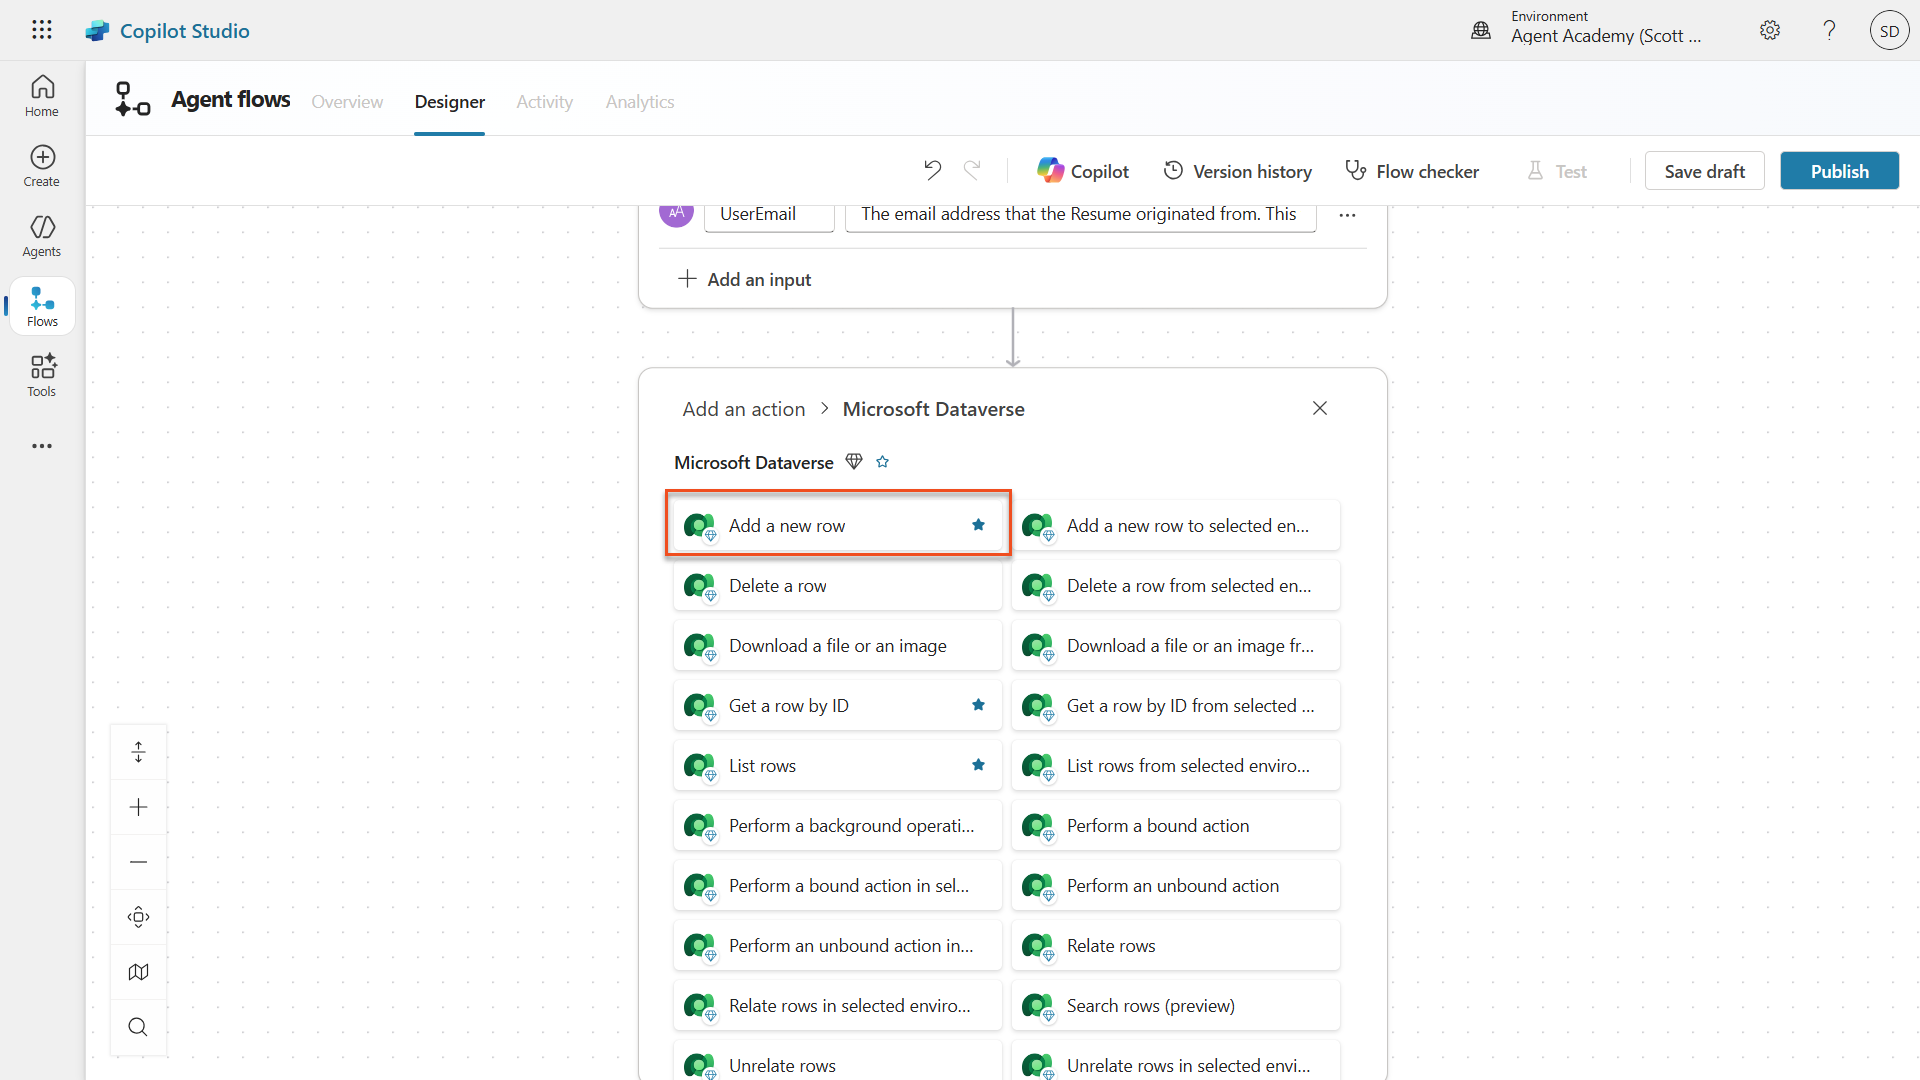 Copilot Studio
Environment
Agent Academy (Scott ...
SD
Home
Create
Agents
Flows
Tools
Agent flows
Overview
Designer
Activity
Analytics
Copilot
Version history
Flow checker
Test
Save draft
Publish
UserEmail
The email address that the Resume originated from. This
Add an input
Add an action > Microsoft Dataverse
Microsoft Dataverse
Add a new row
Add a new row to selected en...
Delete a row
Delete a row from selected en...
Download a file or an image
Download a file or an image fr...
Get a row by ID
Get a row by ID from selected ...
List rows
List rows from selected enviro...
Perform a background operati...
Perform a bound action
Perform a bound action in sel...
Perform an unbound action
Perform an unbound action in...
Relate rows
Relate rows in selected enviro...
Search rows (preview)
Unrelate rows
Unrelate rows in selected envi...